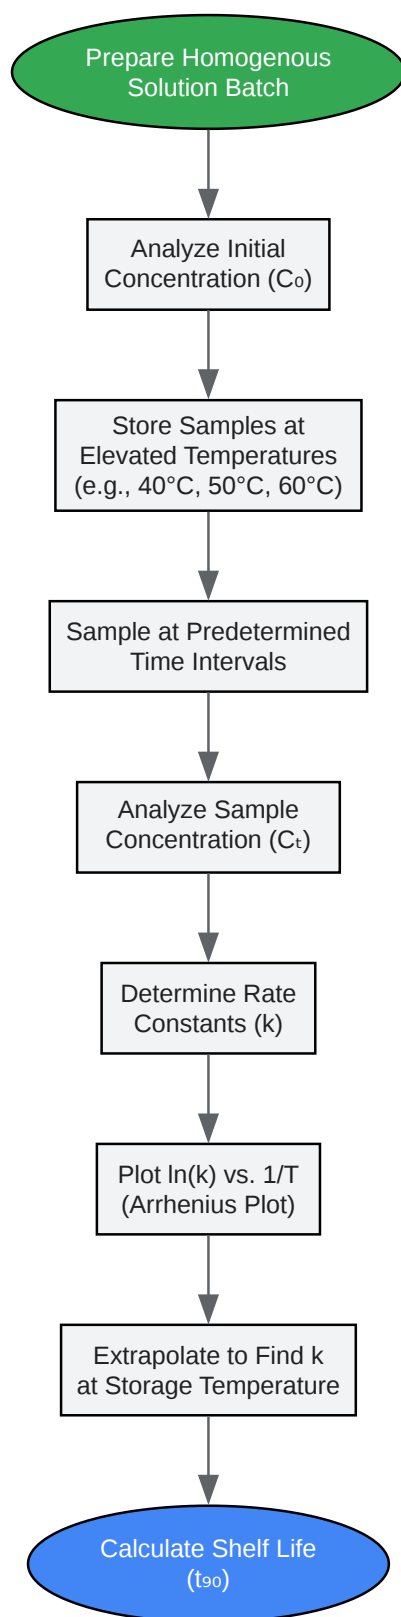 Prepare Homogenous
Solution Batch
Analyze Initial
Concentration (C₀)
Store Samples at
Elevated Temperatures
(e.g., 40°C, 50°C, 60°C)
Sample at Predetermined
Time Intervals
Analyze Sample
Concentration (Cₜ)
Determine Rate
Constants (k)
Plot ln(k) vs. 1/T
(Arrhenius Plot)
Extrapolate to Find k
at Storage Temperature
Calculate Shelf Life
(t₉₀)